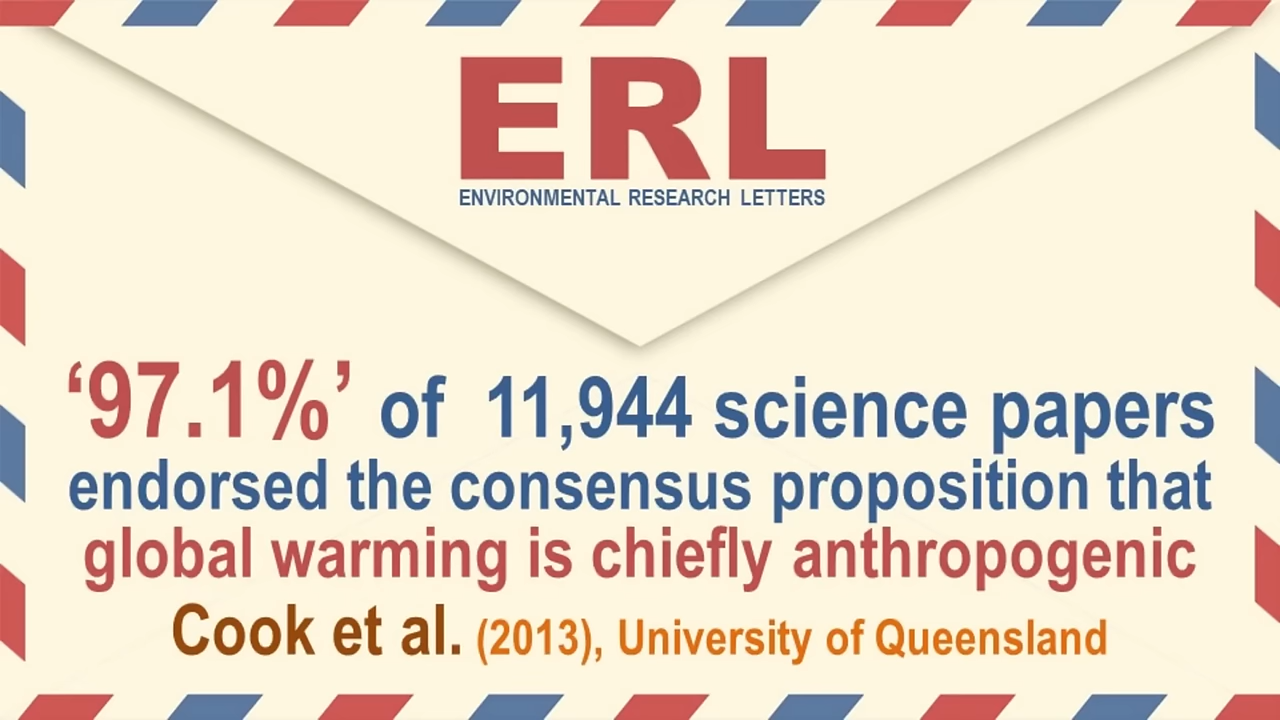 ERL
ENVIRONMENTAL RESEARCH LETTERS
‘97.1%’ of 11,944 science papers
endorsed the consensus proposition that
global warming is chiefly anthropogenic
Cook et al. (2013), University of Queensland